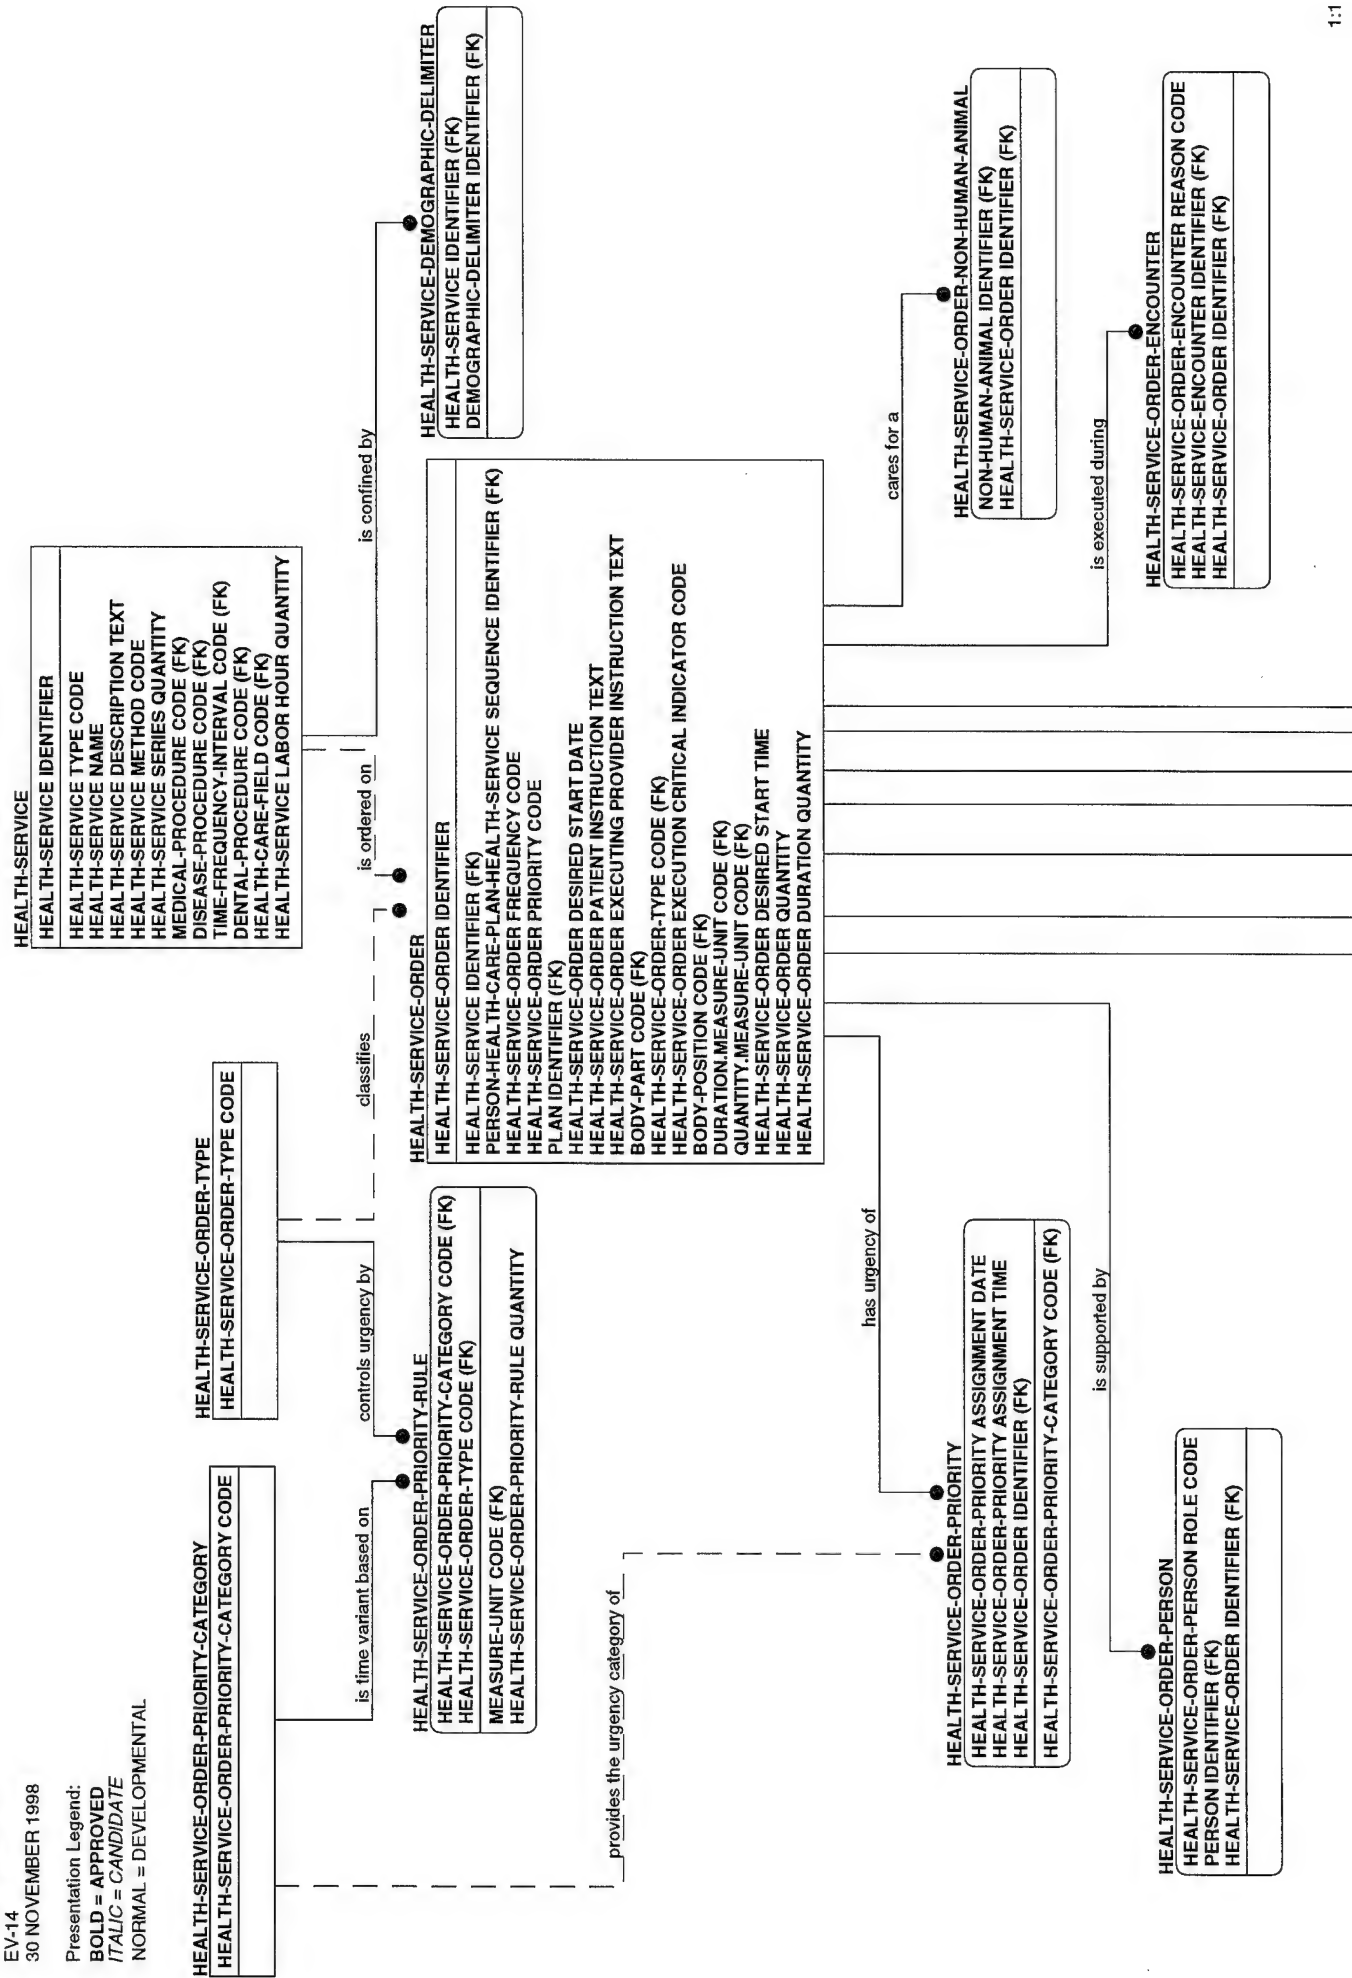 EV-14
30 NOVEMBER 1998
Presentation Legend:
BOLD = APPROVED
ITALIC = CANDIDATE
NORMAL = DEVELOPMENTAL
HEALTH-SERVICE-ORDER-PRIORITY-CATEGORY
HEALTH-SERVICE-ORDER-PRIORITY-CATEGORY CODE
HEALTH-SERVICE-ORDER-TYPE
HEALTH-SERVICE-ORDER-TYPE CODE
HEALTH-SERVICE
HEALTH-SERVICE IDENTIFIER
HEALTH-SERVICE TYPE CODE
HEALTH-SERVICE NAME
HEALTH-SERVICE DESCRIPTION TEXT
HEALTH-SERVICE METHOD CODE
HEALTH-SERVICE SERIES QUANTITY
MEDICAL-PROCEDURE CODE (FK)
DISEASE-PROCEDURE CODE (FK)
TIME-FREQUENCY-INTERVAL CODE (FK)
DENTAL-PROCEDURE CODE (FK)
HEALTH-CARE-FIELD CODE (FK)
HEALTH-SERVICE LABOR HOUR QUANTITY
is time variant based on
controls urgency by
classifies
is ordered on
is confined by
HEALTH-SERVICE-ORDER-PRIORITY-RULE
HEALTH-SERVICE-ORDER-PRIORITY-CATEGORY CODE (FK)
HEALTH-SERVICE-ORDER-TYPE CODE (FK)
MEASURE-UNIT CODE (FK)
HEALTH-SERVICE-ORDER-PRIORITY-RULE QUANTITY
HEALTH-SERVICE-ORDER
HEALTH-SERVICE-ORDER IDENTIFIER
HEALTH-SERVICE IDENTIFIER (FK)
PERSON-HEALTH-CARE-PLAN-HEALTH-SERVICE SEQUENCE IDENTIFIER (FK)
HEALTH-SERVICE-ORDER FREQUENCY CODE
HEALTH-SERVICE-ORDER PRIORITY CODE
PLAN IDENTIFIER (FK)
HEALTH-SERVICE-ORDER DESIRED START DATE
HEALTH-SERVICE-ORDER PATIENT INSTRUCTION TEXT
HEALTH-SERVICE-ORDER EXECUTING PROVIDER INSTRUCTION TEXT
BODY-PART CODE (FK)
HEALTH-SERVICE-ORDER-TYPE CODE (FK)
HEALTH-SERVICE-ORDER EXECUTION CRITICAL INDICATOR CODE
BODY-POSITION CODE (FK)
DURATION.MEASURE-UNIT CODE (FK)
QUANTITY.MEASURE-UNIT CODE (FK)
HEALTH-SERVICE-ORDER DESIRED START TIME
HEALTH-SERVICE-ORDER QUANTITY
HEALTH-SERVICE-ORDER DURATION QUANTITY
HEALTH-SERVICE-DEMOGRAPHIC-DELIMITER
HEALTH-SERVICE IDENTIFIER (FK)
DEMOGRAPHIC-DELIMITER IDENTIFIER (FK)
provides the urgency category of
has urgency of
cares for a
HEALTH-SERVICE-ORDER-PRIORITY
HEALTH-SERVICE-ORDER-PRIORITY ASSIGNMENT DATE
HEALTH-SERVICE-ORDER-PRIORITY ASSIGNMENT TIME
HEALTH-SERVICE-ORDER IDENTIFIER (FK)
HEALTH-SERVICE-ORDER-PRIORITY-CATEGORY CODE (FK)
HEALTH-SERVICE-ORDER-NON-HUMAN-ANIMAL
NON-HUMAN-ANIMAL IDENTIFIER (FK)
HEALTH-SERVICE-ORDER IDENTIFIER (FK)
is supported by
is executed during
HEALTH-SERVICE-ORDER-PERSON
HEALTH-SERVICE-ORDER-PERSON ROLE CODE
PERSON IDENTIFIER (FK)
HEALTH-SERVICE-ORDER IDENTIFIER (FK)
HEALTH-SERVICE-ORDER-ENCOUNTER
HEALTH-SERVICE-ORDER-ENCOUNTER REASON CODE
HEALTH-SERVICE-ENCOUNTER IDENTIFIER (FK)
HEALTH-SERVICE-ORDER IDENTIFIER (FK)
1:1